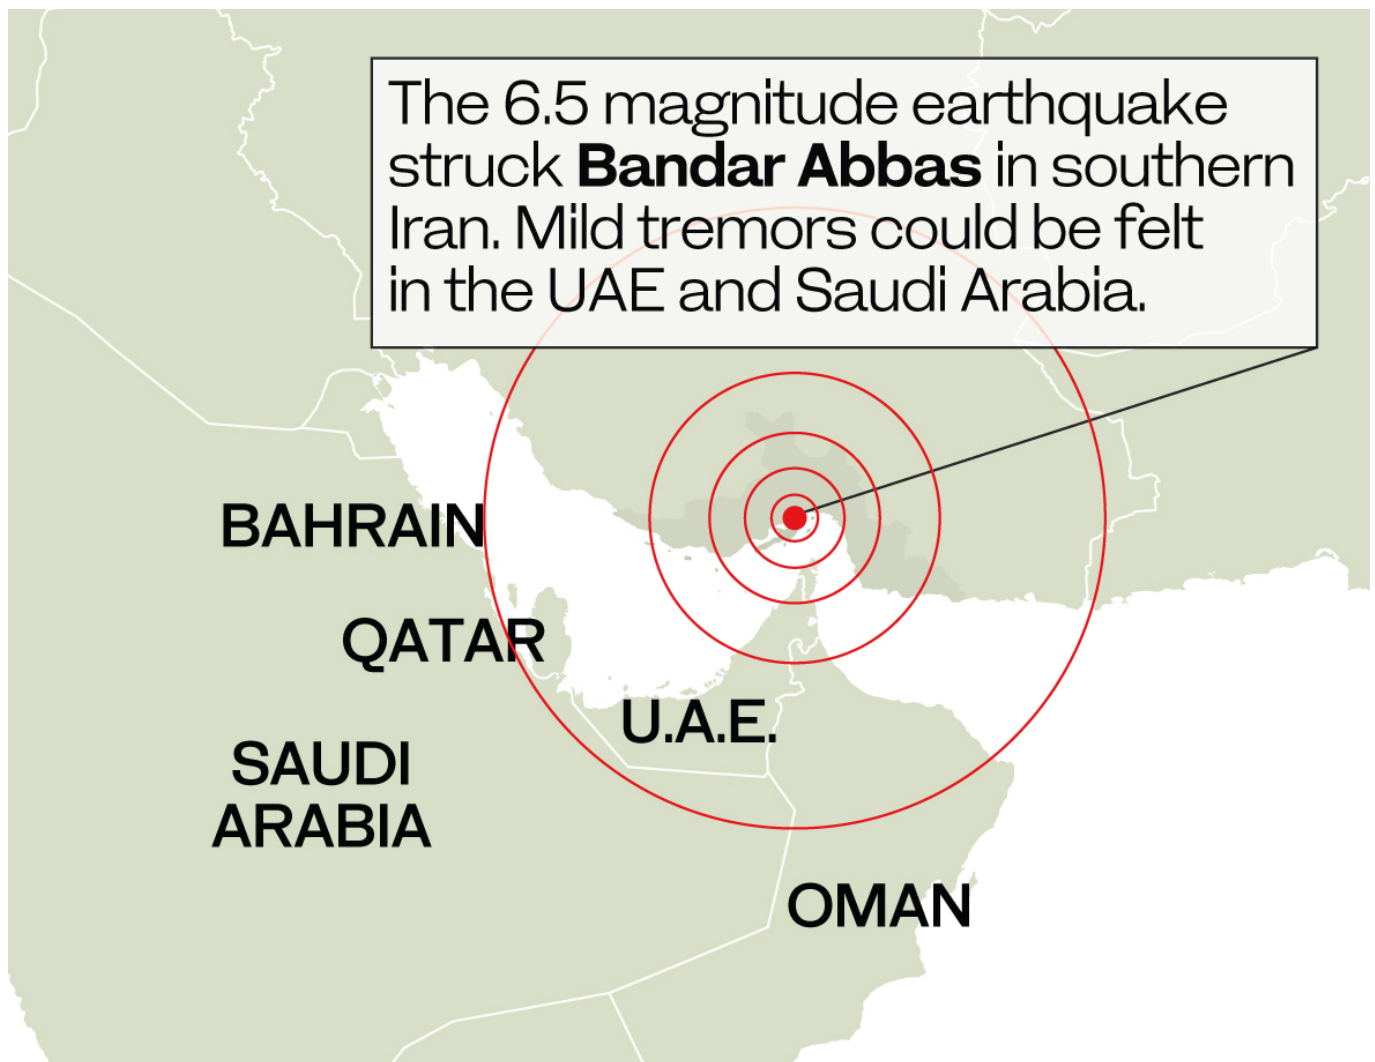 The 6.5 magnitude earthquake
struck Bandar Abbas in southern
Iran. Mild tremors could be felt
in the UAE and Saudi Arabia.
BAHRAIN
QATAR
U.A.E.
SAUDI
ARABIA
OMAN